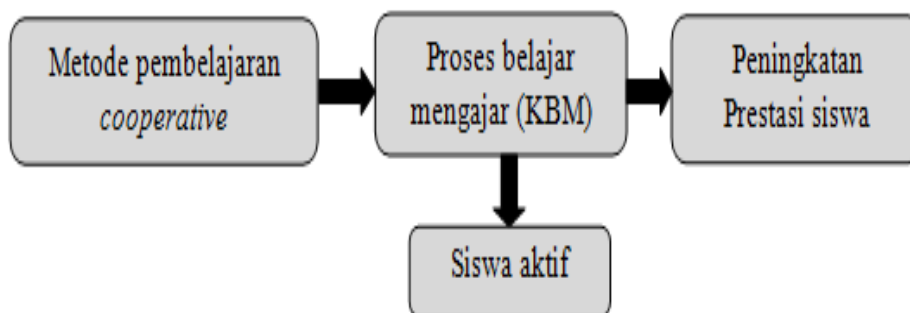 Metode pembelajaran
cooperative
Proses belajar
mengajar (KBM)
Peningkatan
Prestasi siswa
Siswa aktif